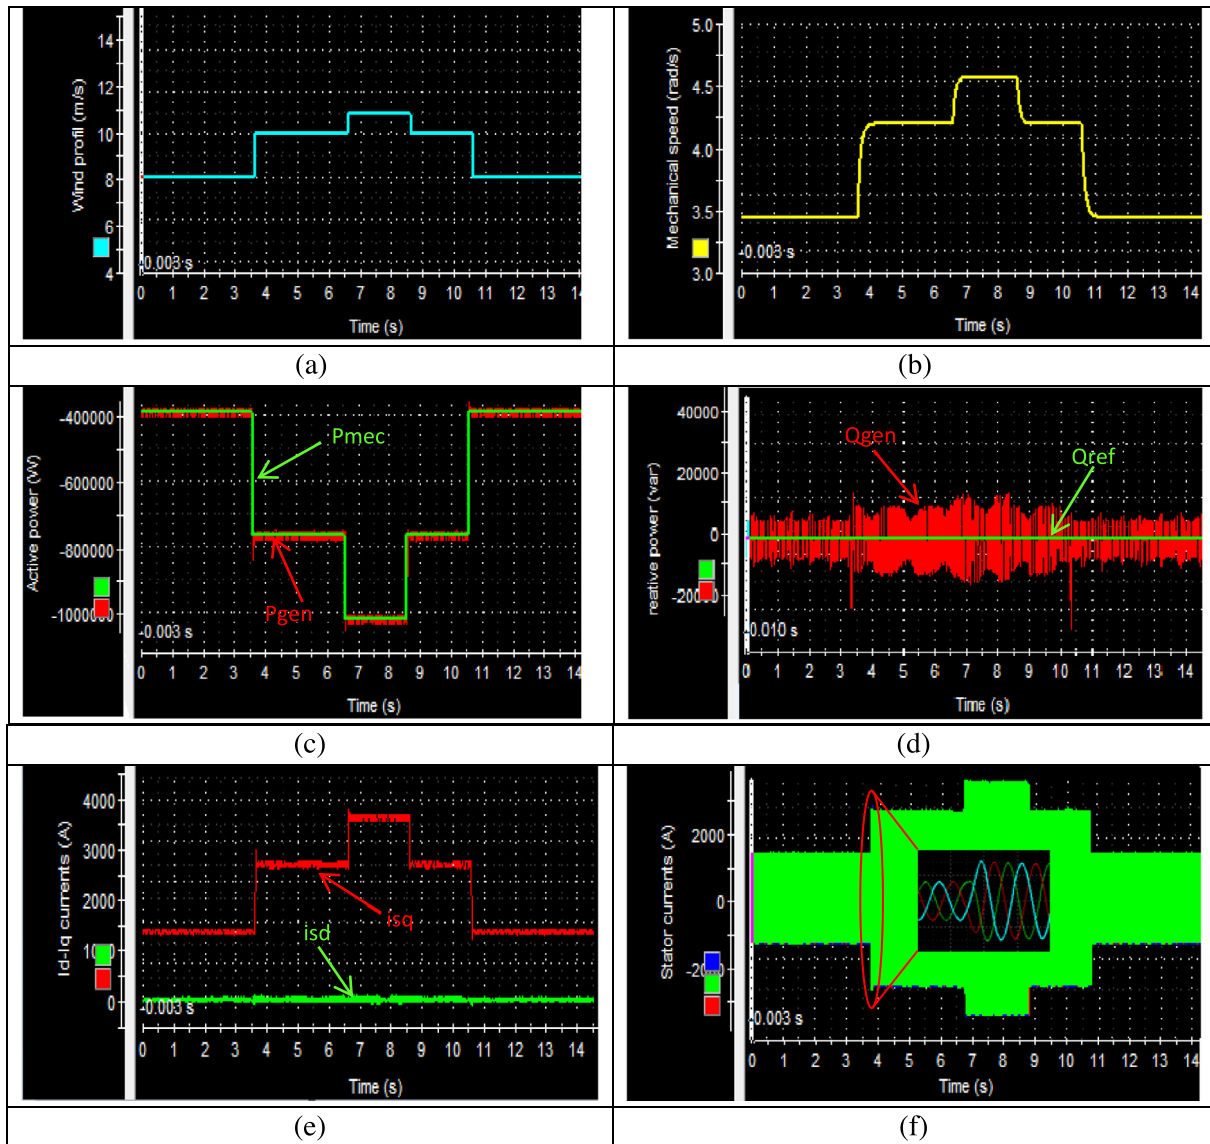 Wind profil (m/s)
14
12
10
8
6
4
-0.003 s
0 1 2 3 4 5 6 7 8 9 10 11 12 13 14
Time (s)
(a)
Mechanical speed (rad/s)
5.0
4.5
4.0
3.5
3.0
-0.003 s
0 1 2 3 4 5 6 7 8 9 10 11 12 13 14
Time (s)
(b)
Active power (W)
-400000
-600000
-800000
-1000000
Pmec
Pgen
-0.003 s
0 1 2 3 4 5 6 7 8 9 10 11 12 13 14
Time (s)
(c)
reative power (var)
40000
20000
0
-20000
Qgen
Qref
-0.010 s
0 1 2 3 4 5 6 7 8 9 10 11 12 13 14
Time (s)
(d)
Id-Iq currents (A)
4000
3000
2000
1000
0
isq
isd
-0.003 s
0 1 2 3 4 5 6 7 8 9 10 11 12 13 14
Time (s)
(e)
Stator currents (A)
2000
0
-2000
-0.003 s
0 1 2 3 4 5 6 7 8 9 10 11 12 13 14
Time (s)
(f)